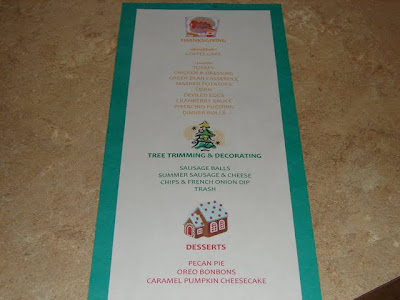 THANKSGIVING
TURKEY
CHICKEN & DRESSING
GREEN BEAN CASSEROLE
MASHED POTATOES
CORN
DEVILED EGGS
CRANBERRY SAUCE
DINNER ROLLS
TREE TRIMMING & DECORATING
SAUSAGE BALLS
SUMMER SAUSAGE & CHEESE
CHIPS & FRENCH ONION DIP
TRASH
DESSERTS
PECAN PIE
OREO BONBONS
CARAMEL PUMPKIN CHEESECAKE